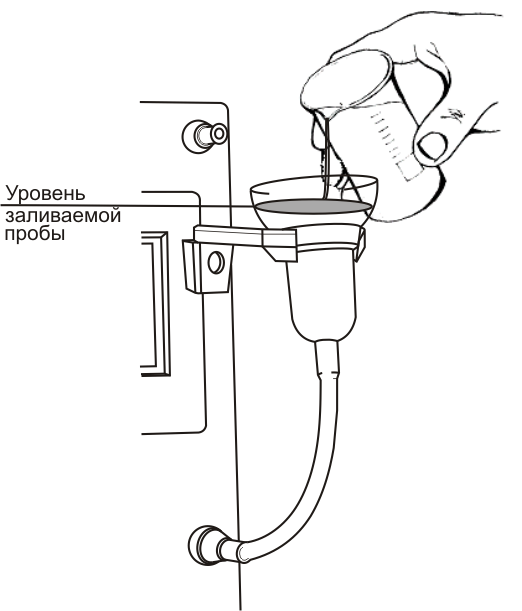 Уровень
заливаемой
пробы